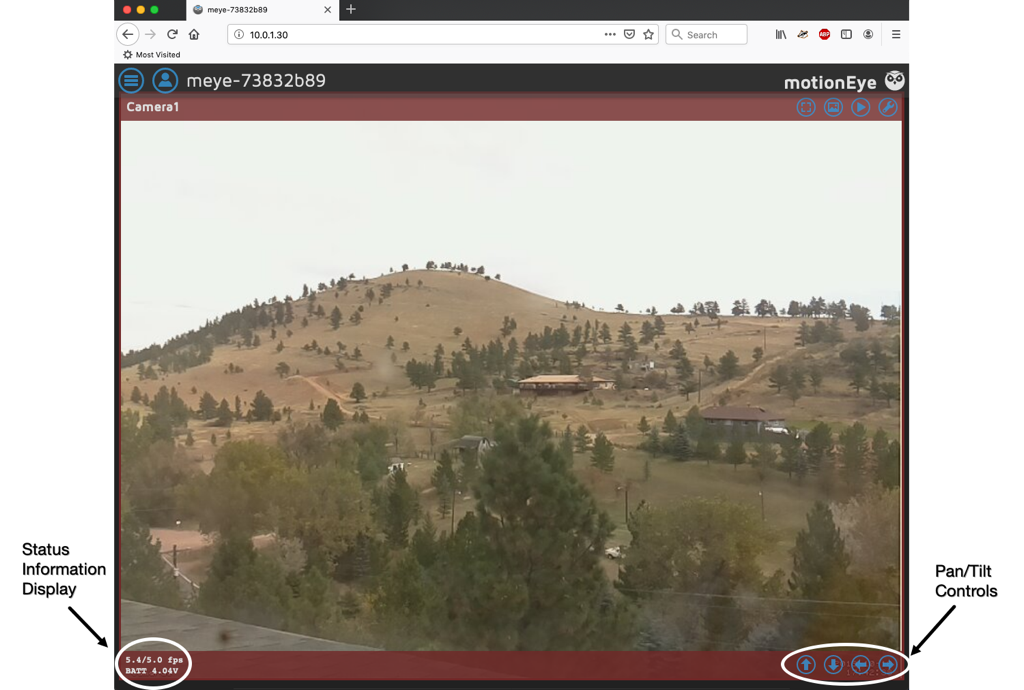 meye-73832b89
10.0.1.30
Search
ABP
Most Visited
meye-73832b89
motionEye
Camera1
Status
Information
Display
Pan/Tilt
Controls
5.4/5.0 fps
BATT 4.04V